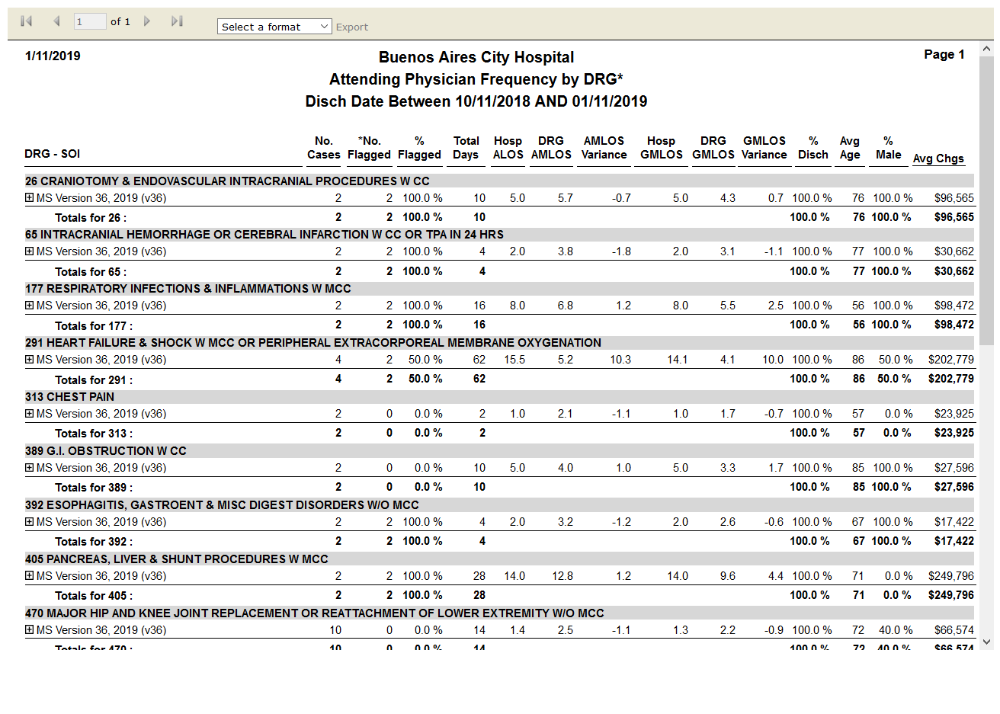 1 of 1 Select a format Export
1/11/2019 Buenos Aires City Hospital Page 1
Attending Physician Frequency by DRG*
Disch Date Between 10/11/2018 AND 01/11/2019
No. *No. % Total Hosp DRG AMLOS Hosp DRG GMLOS % Avg %
DRG - SOI Cases Flagged Flagged Days ALOS AMLOS Variance GMLOS GMLOS Variance Disch Age Male Avg Chgs
26 CRANIOTOMY & ENDOVASCULAR INTRACRANIAL PROCEDURES W CC
MS Version 36, 2019 (v36) 2 2 100.0 % 10 5.0 5.7 -0.7 5.0 4.3 0.7 100.0 % 76 100.0 % $96,565
Totals for 26 : 2 2 100.0 % 10 100.0 % 76 100.0 % $96,565
65 INTRACRANIAL HEMORRHAGE OR CEREBRAL INFARCTION W CC OR TPA IN 24 HRS
MS Version 36, 2019 (v36) 2 2 100.0 % 4 2.0 3.8 -1.8 2.0 3.1 -1.1 100.0 % 77 100.0 % $30,662
Totals for 65 : 2 2 100.0 % 4 100.0 % 77 100.0 % $30,662
177 RESPIRATORY INFECTIONS & INFLAMMATIONS W MCC
MS Version 36, 2019 (v36) 2 2 100.0 % 16 8.0 6.8 1.2 8.0 5.5 2.5 100.0 % 56 100.0 % $98,472
Totals for 177 : 2 2 100.0 % 16 100.0 % 56 100.0 % $98,472
291 HEART FAILURE & SHOCK W MCC OR PERIPHERAL EXTRACORPOREAL MEMBRANE OXYGENATION
MS Version 36, 2019 (v36) 4 2 50.0 % 62 15.5 5.2 10.3 14.1 4.1 10.0 100.0 % 86 50.0 % $202,779
Totals for 291 : 4 2 50.0 % 62 100.0 % 86 50.0 % $202,779
313 CHEST PAIN
MS Version 36, 2019 (v36) 2 0 0.0 % 2 1.0 2.1 -1.1 1.0 1.7 -0.7 100.0 % 57 0.0 % $23,925
Totals for 313 : 2 0 0.0 % 2 100.0 % 57 0.0 % $23,925
389 G.I. OBSTRUCTION W CC
MS Version 36, 2019 (v36) 2 0 0.0 % 10 5.0 4.0 1.0 5.0 3.3 1.7 100.0 % 85 100.0 % $27,596
Totals for 389 : 2 0 0.0 % 10 100.0 % 85 100.0 % $27,596
392 ESOPHAGITIS, GASTROENT & MISC DIGEST DISORDERS W/O MCC
MS Version 36, 2019 (v36) 2 2 100.0 % 4 2.0 3.2 -1.2 2.0 2.6 -0.6 100.0 % 67 100.0 % $17,422
Totals for 392 : 2 2 100.0 % 4 100.0 % 67 100.0 % $17,422
405 PANCREAS, LIVER & SHUNT PROCEDURES W MCC
MS Version 36, 2019 (v36) 2 2 100.0 % 28 14.0 12.8 1.2 14.0 9.6 4.4 100.0 % 71 0.0 % $249,796
Totals for 405 : 2 2 100.0 % 28 100.0 % 71 0.0 % $249,796
470 MAJOR HIP AND KNEE JOINT REPLACEMENT OR REATTACHMENT OF LOWER EXTREMITY W/O MCC
MS Version 36, 2019 (v36) 10 0 0.0 % 14 1.4 2.5 -1.1 1.3 2.2 -0.9 100.0 % 72 40.0 % $66,574
Totals for 470 : 10 0 0.0 % 14 100.0 % 72 40.0 % $66,574